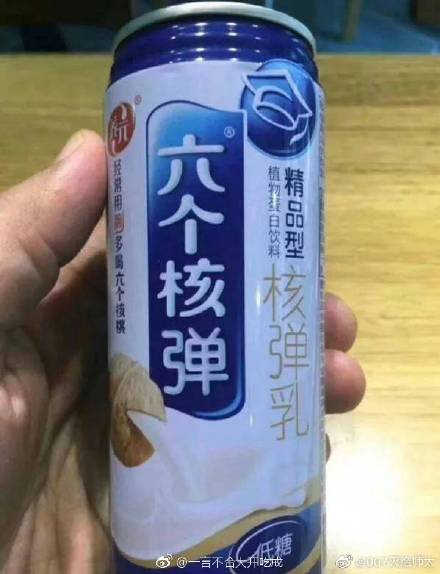 六个核弹
®
精品型
植物蛋白饮料
核弹乳
经常用脑
多喝六个核桃
低糖
@一言不合大升吃戒